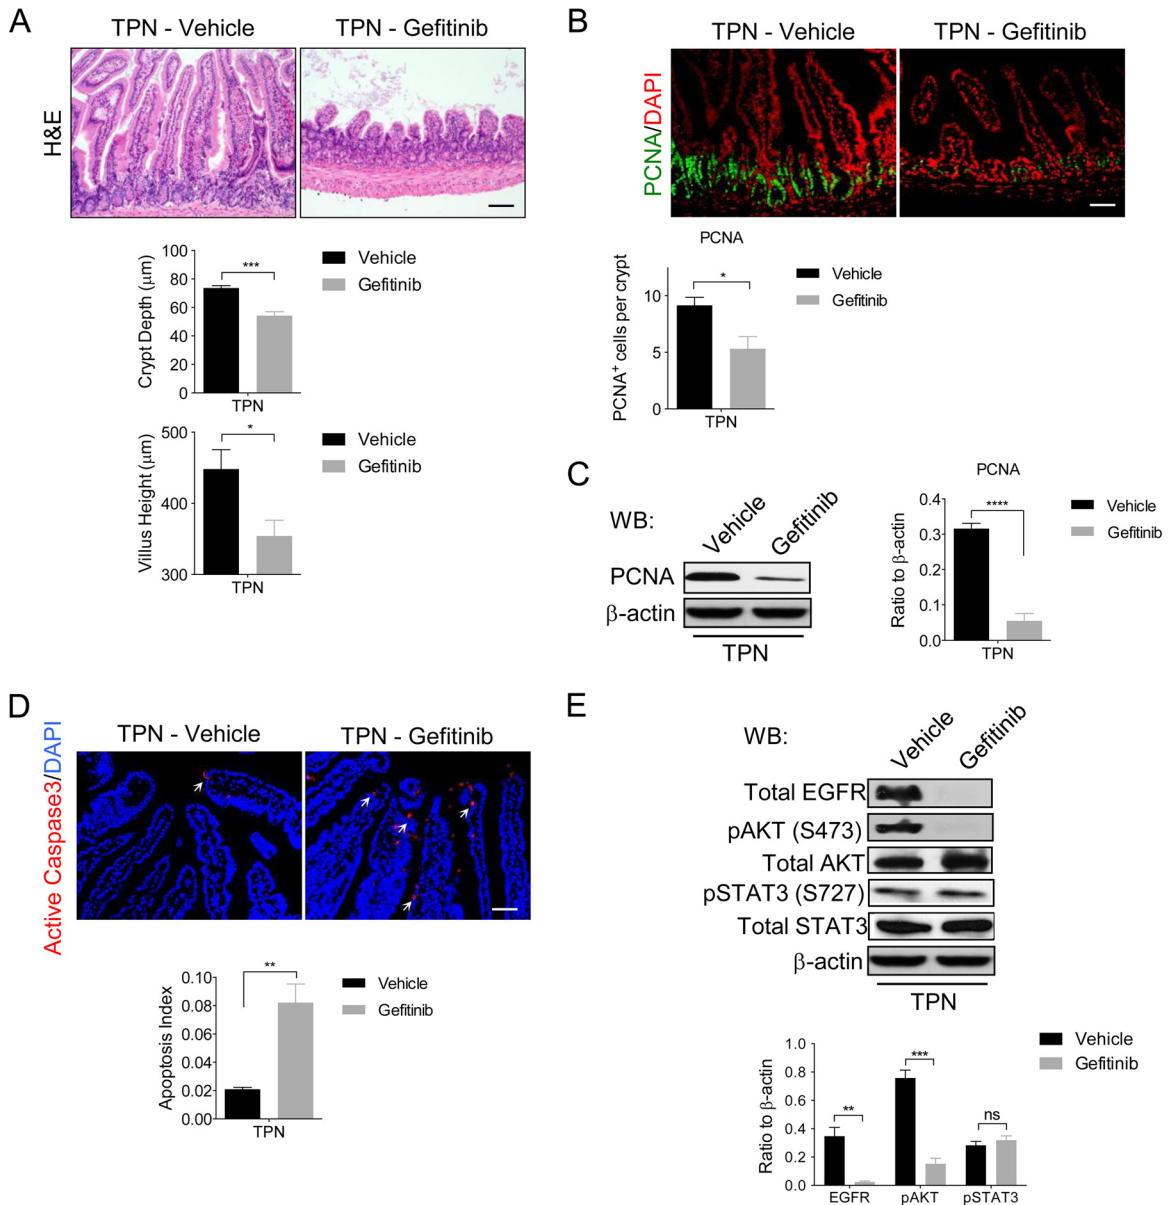 A
TPN - Vehicle
TPN - Gefitinib
H&E
100
80
60
40
20
0
Crypt Depth (μm)
***
TPN
Vehicle
Gefitinib
500
400
300
Villus Height (μm)
*
TPN
Vehicle
Gefitinib
B
TPN - Vehicle
TPN - Gefitinib
PCNA/DAPI
PCNA
PCNA⁺ cells per crypt
10
5
0
*
TPN
Vehicle
Gefitinib
C
WB:
Vehicle
Gefitinib
PCNA
β-actin
TPN
PCNA
Ratio to β-actin
0.4
0.3
0.2
0.1
0.0
****
TPN
Vehicle
Gefitinib
D
TPN - Vehicle
TPN - Gefitinib
Active Caspase3/DAPI
Apoptosis Index
0.10
0.08
0.06
0.04
0.02
0.00
**
TPN
Vehicle
Gefitinib
E
WB:
Vehicle
Gefitinib
Total EGFR
pAKT (S473)
Total AKT
pSTAT3 (S727)
Total STAT3
β-actin
TPN
Ratio to β-actin
1.0
0.8
0.6
0.4
0.2
0.0
**
***
ns
EGFR
pAKT
pSTAT3
Vehicle
Gefitinib